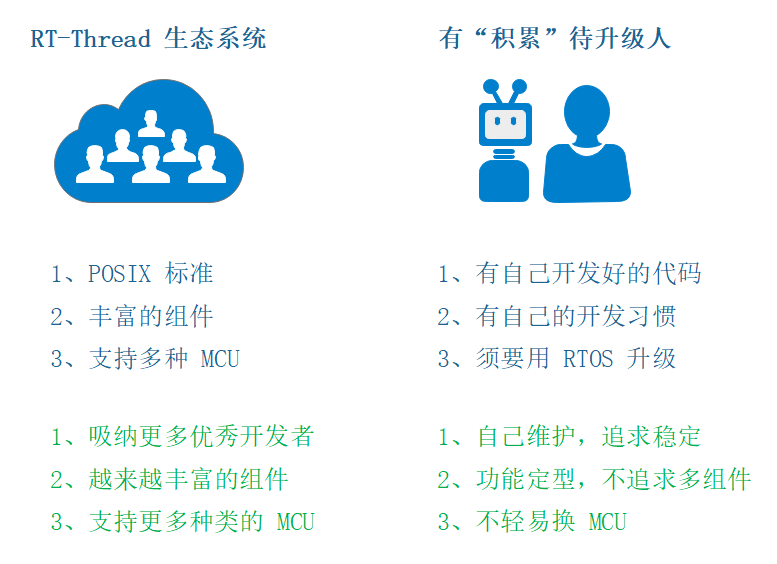 RT-Thread 生态系统
1、POSIX 标准
2、丰富的组件
3、支持多种 MCU
1、吸纳更多优秀开发者
2、越来越丰富的组件
3、支持更多种类的 MCU
有“积累”待升级人
1、有自己开发好的代码
2、有自己的开发习惯
3、须要用 RTOS 升级
1、自己维护，追求稳定
2、功能定型，不追求多组件
3、不轻易换 MCU